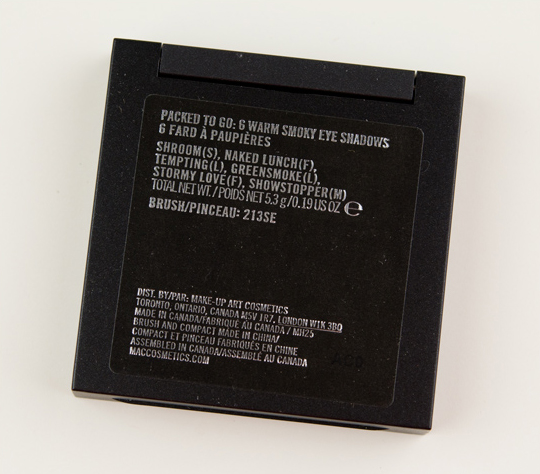 PACKED TO GO: 6 WARM SMOKY EYE SHADOWS
6 FARD À PAUPIÈRES
SHROOM(S), NAKED LUNCH(F),
TEMPTING(L), GREENSMOKE(L),
STORMY LOVE(F), SHOWSTOPPER(M)
TOTAL NET WT./POIDS NET 5.3 g/0.19 US OZ ℮
BRUSH/PINCEAU: 213SE
DIST. BY/PAR: MAKE-UP ART COSMETICS
TORONTO, ONTARIO, CANADA M5V 1R7, LONDON W1K 3BQ
MADE IN CANADA/FABRIQUÉ AU CANADA / MH25
BRUSH AND COMPACT MADE IN CHINA/
COMPACT ET PINCEAU FABRIQUÉS EN CHINE
ASSEMBLED IN CANADA/ASSEMBLÉ AU CANADA
MACCOSMETICS.COM